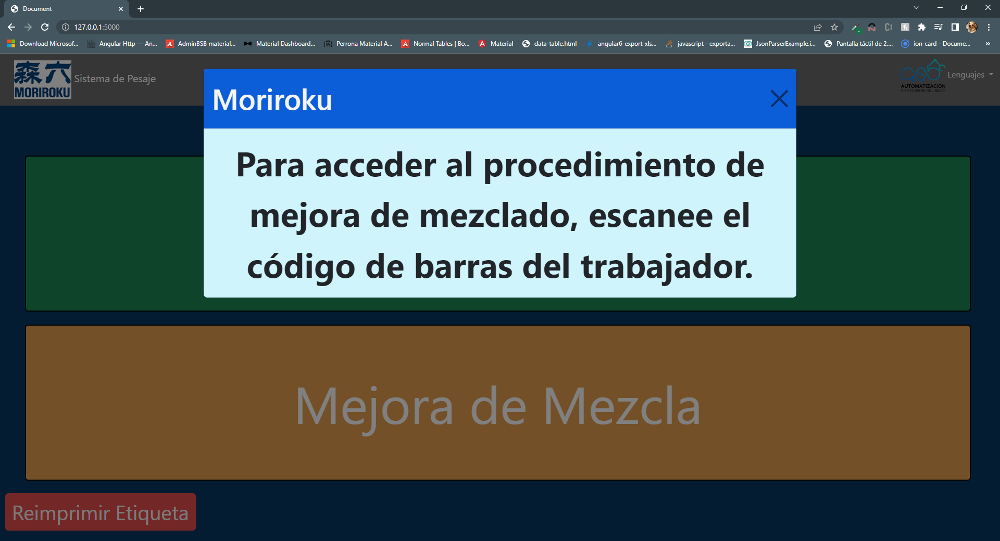 Document
127.0.0.1:5000
Download Microsof... Angular Http — An... AdminBSB material... Material Dashboard... Perrona Material A... Normal Tables | Bo... Material data-table.html angular6-export-xls... javascript - exporta... JsonParserExample.i... Pantalla táctil de 2.... ion-card - Docume... »
森六
MORIROKU
Sistema de Pesaje
aso
AUTOMATIZACIÓN
Y SOFTWARE DEL BAJÍO
Lenguajes
Moriroku
Para acceder al procedimiento de
mejora de mezclado, escanee el
código de barras del trabajador.
Mejora de Mezcla
Reimprimir Etiqueta